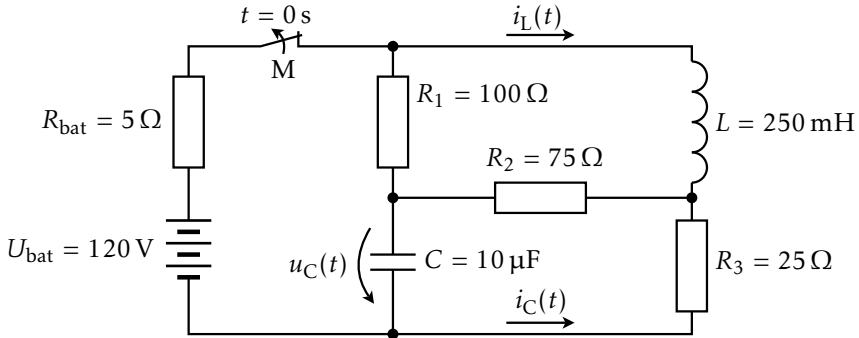 t = 0 s
i_L(t)
M
R_1 = 100 Ω
R_bat = 5 Ω
L = 250 mH
R_2 = 75 Ω
U_bat = 120 V
u_C(t)
C = 10 µF
R_3 = 25 Ω
i_C(t)